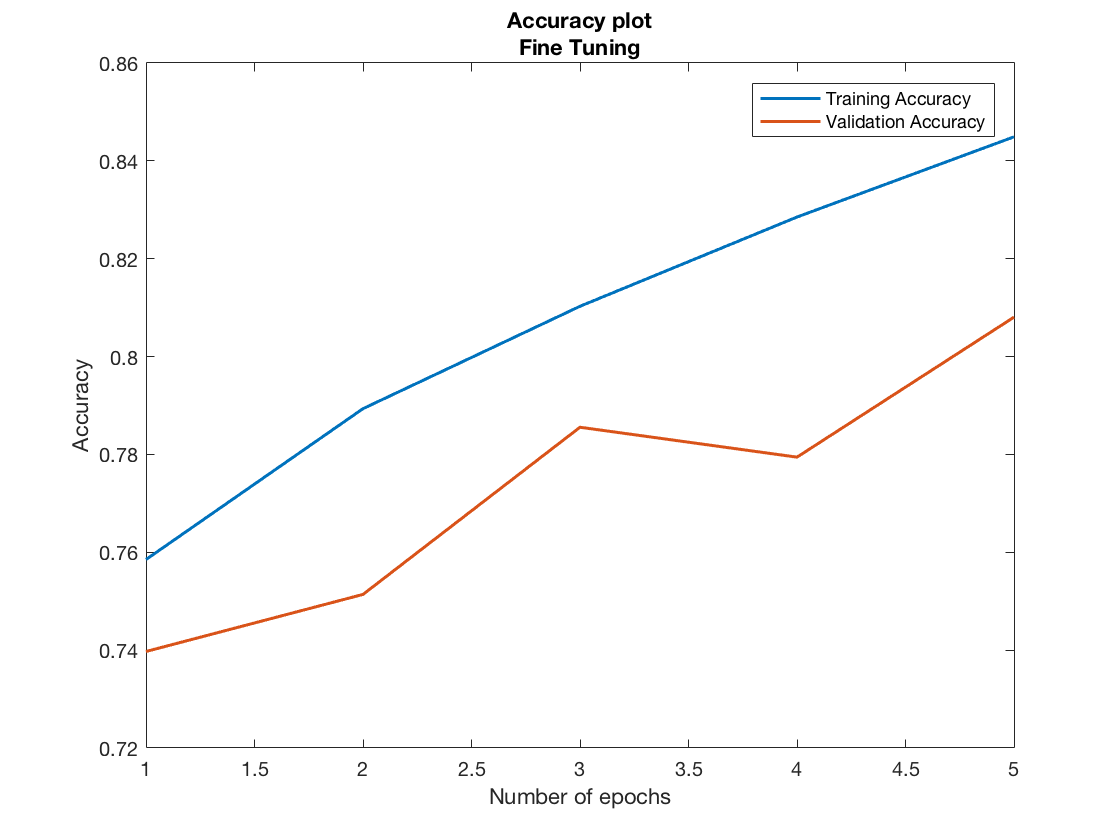 Accuracy plot
Fine Tuning
Training Accuracy
Validation Accuracy
0.86
0.84
0.82
0.8
0.78
0.76
0.74
0.72
Accuracy
1 1.5 2 2.5 3 3.5 4 4.5 5
Number of epochs